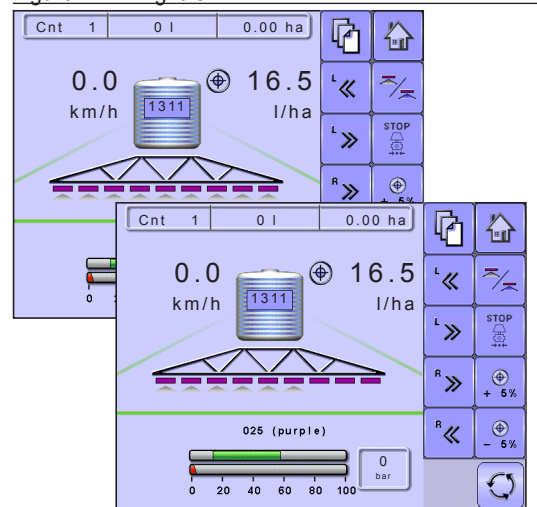 Cnt 1 0 l 0.00 ha
0.0 16.5
1311
km/h l/ha
L
L STOP
R
+ 5%
0
Cnt 1 0 l 0.00 ha
0.0 16.5
1311
km/h l/ha
L
L STOP
R
+ 5%
R
- 5%
025 (purple)
0
bar
0 20 40 60 80 100